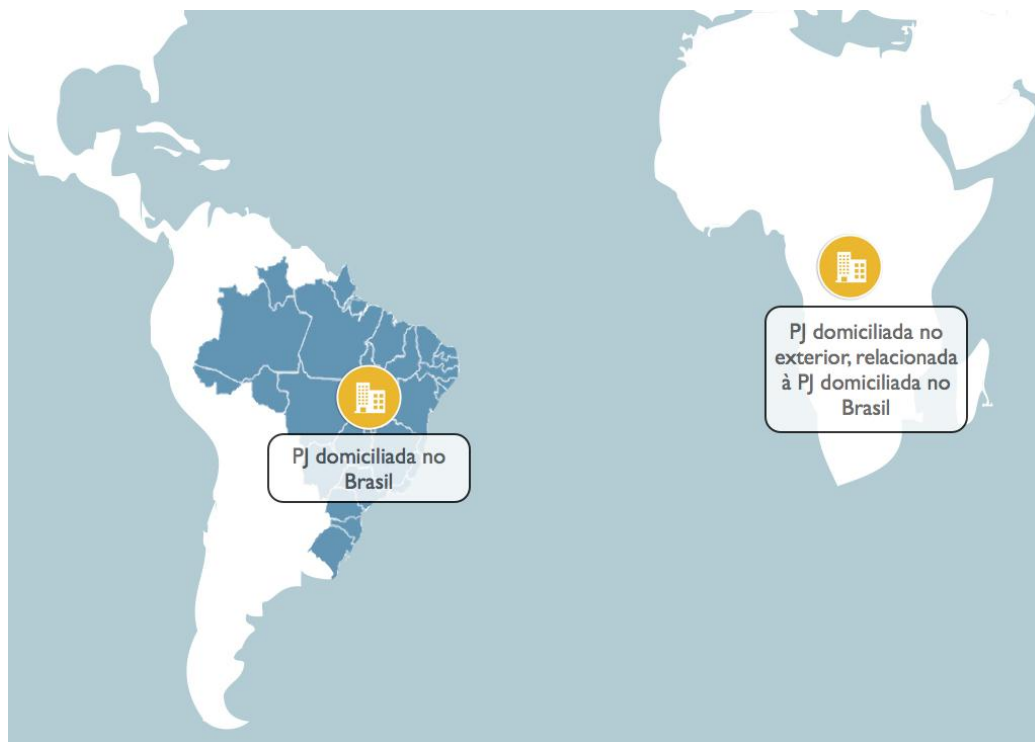 PJ domiciliada no
exterior, relacionada
à PJ domiciliada no
Brasil
PJ domiciliada no
Brasil